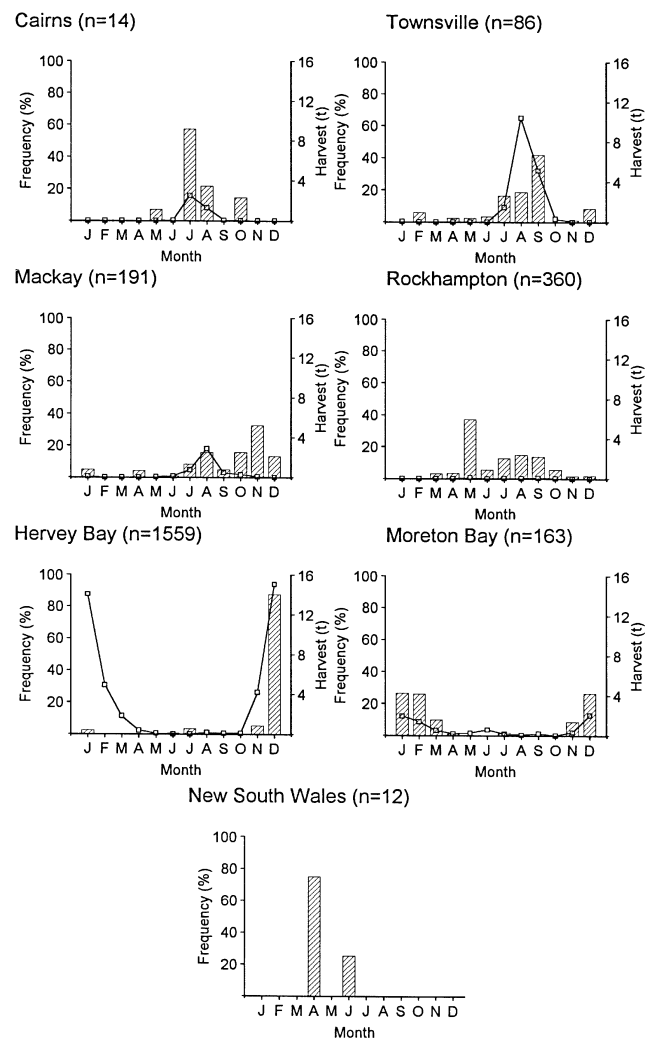 Cairns (n=14)
Townsville (n=86)
Frequency (%)
100
80
60
40
20
16
12
8
4
Harvest (t)
J F M A M J J A S O N D
Month
Frequency (%)
100
80
60
40
20
16
12
8
4
Harvest (t)
J F M A M J J A S O N D
Month
Mackay (n=191)
Rockhampton (n=360)
Frequency (%)
100
80
60
40
20
16
12
8
4
Harvest (t)
J F M A M J J A S O N D
Month
Frequency (%)
100
80
60
40
20
16
12
8
4
Harvest (t)
J F M A M J J A S O N D
Month
Hervey Bay (n=1559)
Moreton Bay (n=163)
Frequency (%)
100
80
60
40
20
16
12
8
4
Harvest (t)
J F M A M J J A S O N D
Month
Frequency (%)
100
80
60
40
20
16
12
8
4
Harvest (t)
J F M A M J J A S O N D
Month
New South Wales (n=12)
Frequency (%)
100
80
60
40
20
J F M A M J J A S O N D
Month